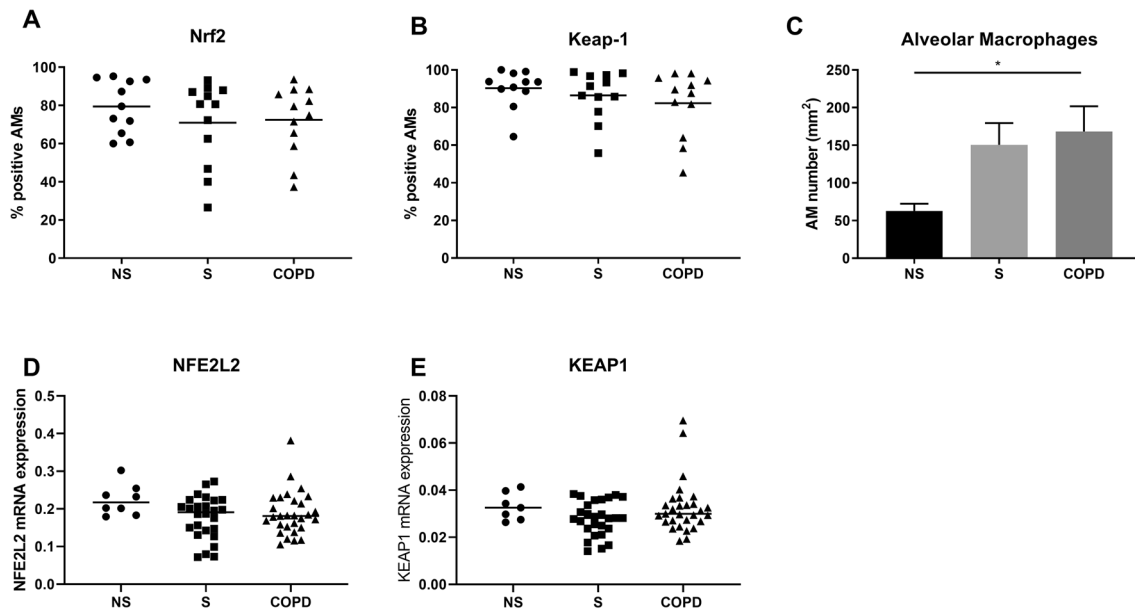 A
Nrf2
% positive AMs
100
80
60
40
20
0
NS S COPD
B
Keap-1
% positive AMs
100
80
60
40
20
0
NS S COPD
C
Alveolar Macrophages
AM number (mm²)
250
200
150
100
50
0
*
NS S COPD
D
NFE2L2
NFE2L2 mRNA exppression
0.5
0.4
0.3
0.2
0.1
0.0
NS S COPD
E
KEAP1
KEAP1 mRNA exppression
0.08
0.06
0.04
0.02
0.00
NS S COPD